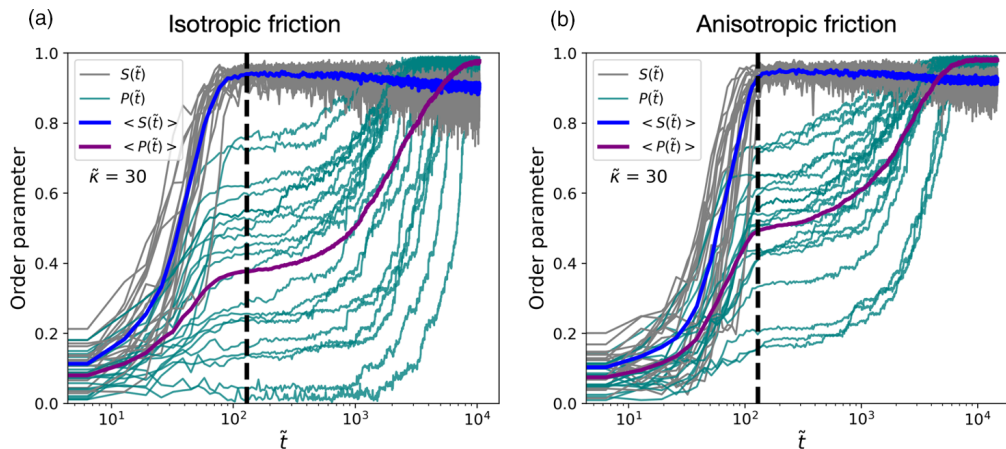 (a) Isotropic friction
1.0
0.8
0.6
0.4
0.2
0.0
Order parameter
S(t̃)
P(t̃)
<S(t̃)>
<P(t̃)>
κ̃ = 30
10¹ 10² 10³ 10⁴
t̃
(b) Anisotropic friction
1.0
0.8
0.6
0.4
0.2
0.0
Order parameter
S(t̃)
P(t̃)
<S(t̃)>
<P(t̃)>
κ̃ = 30
10¹ 10² 10³ 10⁴
t̃